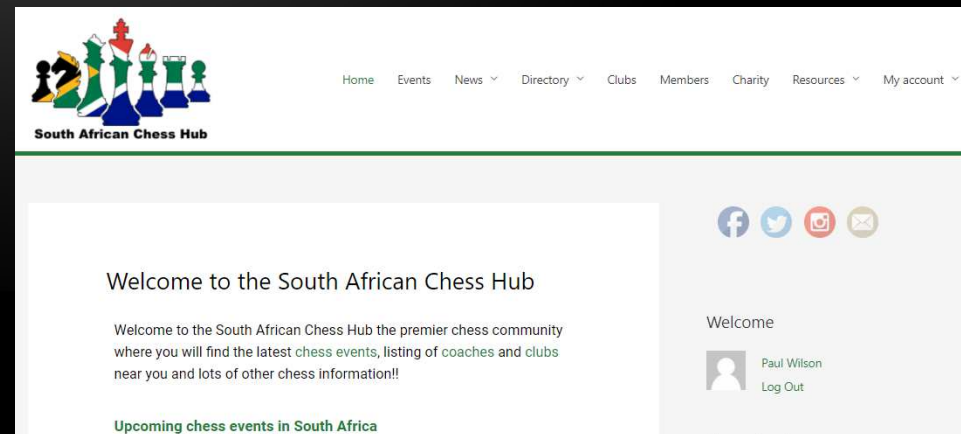 South African Chess Hub
Home Events News Directory Clubs Members Charity Resources My account
Welcome to the South African Chess Hub
Welcome to the South African Chess Hub the premier chess community
where you will find the latest chess events, listing of coaches and clubs
near you and lots of other chess information!!
Upcoming chess events in South Africa
Welcome
Paul Wilson
Log Out